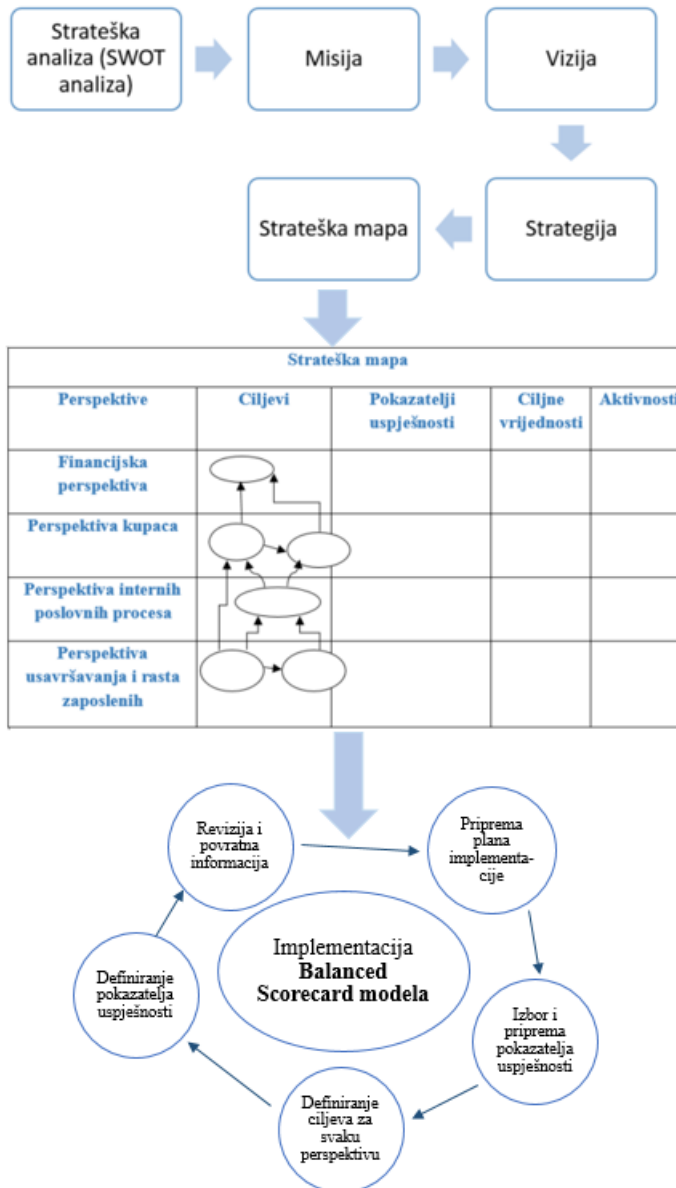 Strateška
analiza (SWOT
analiza)
Misija
Vizija
Strateška mapa
Strategija
Strateška mapa
Perspektive
Ciljevi
Pokazatelji
uspješnosti
Ciljne
vrijednosti
Aktivnosti
Financijska
perspektiva
Perspektiva kupaca
Perspektiva internih
poslovnih procesa
Perspektiva
usavršavanja i rasta
zaposlenih
Revizija i
povratna
informacija
Priprema
plana
implementa-
cije
Implementacija
Balanced
Scorecard modela
Definiranje
pokazatelja
uspješnosti
Izbor i
priprema
pokazatelja
uspješnosti
Definiranje
ciljeva za
svaku
perspektivu